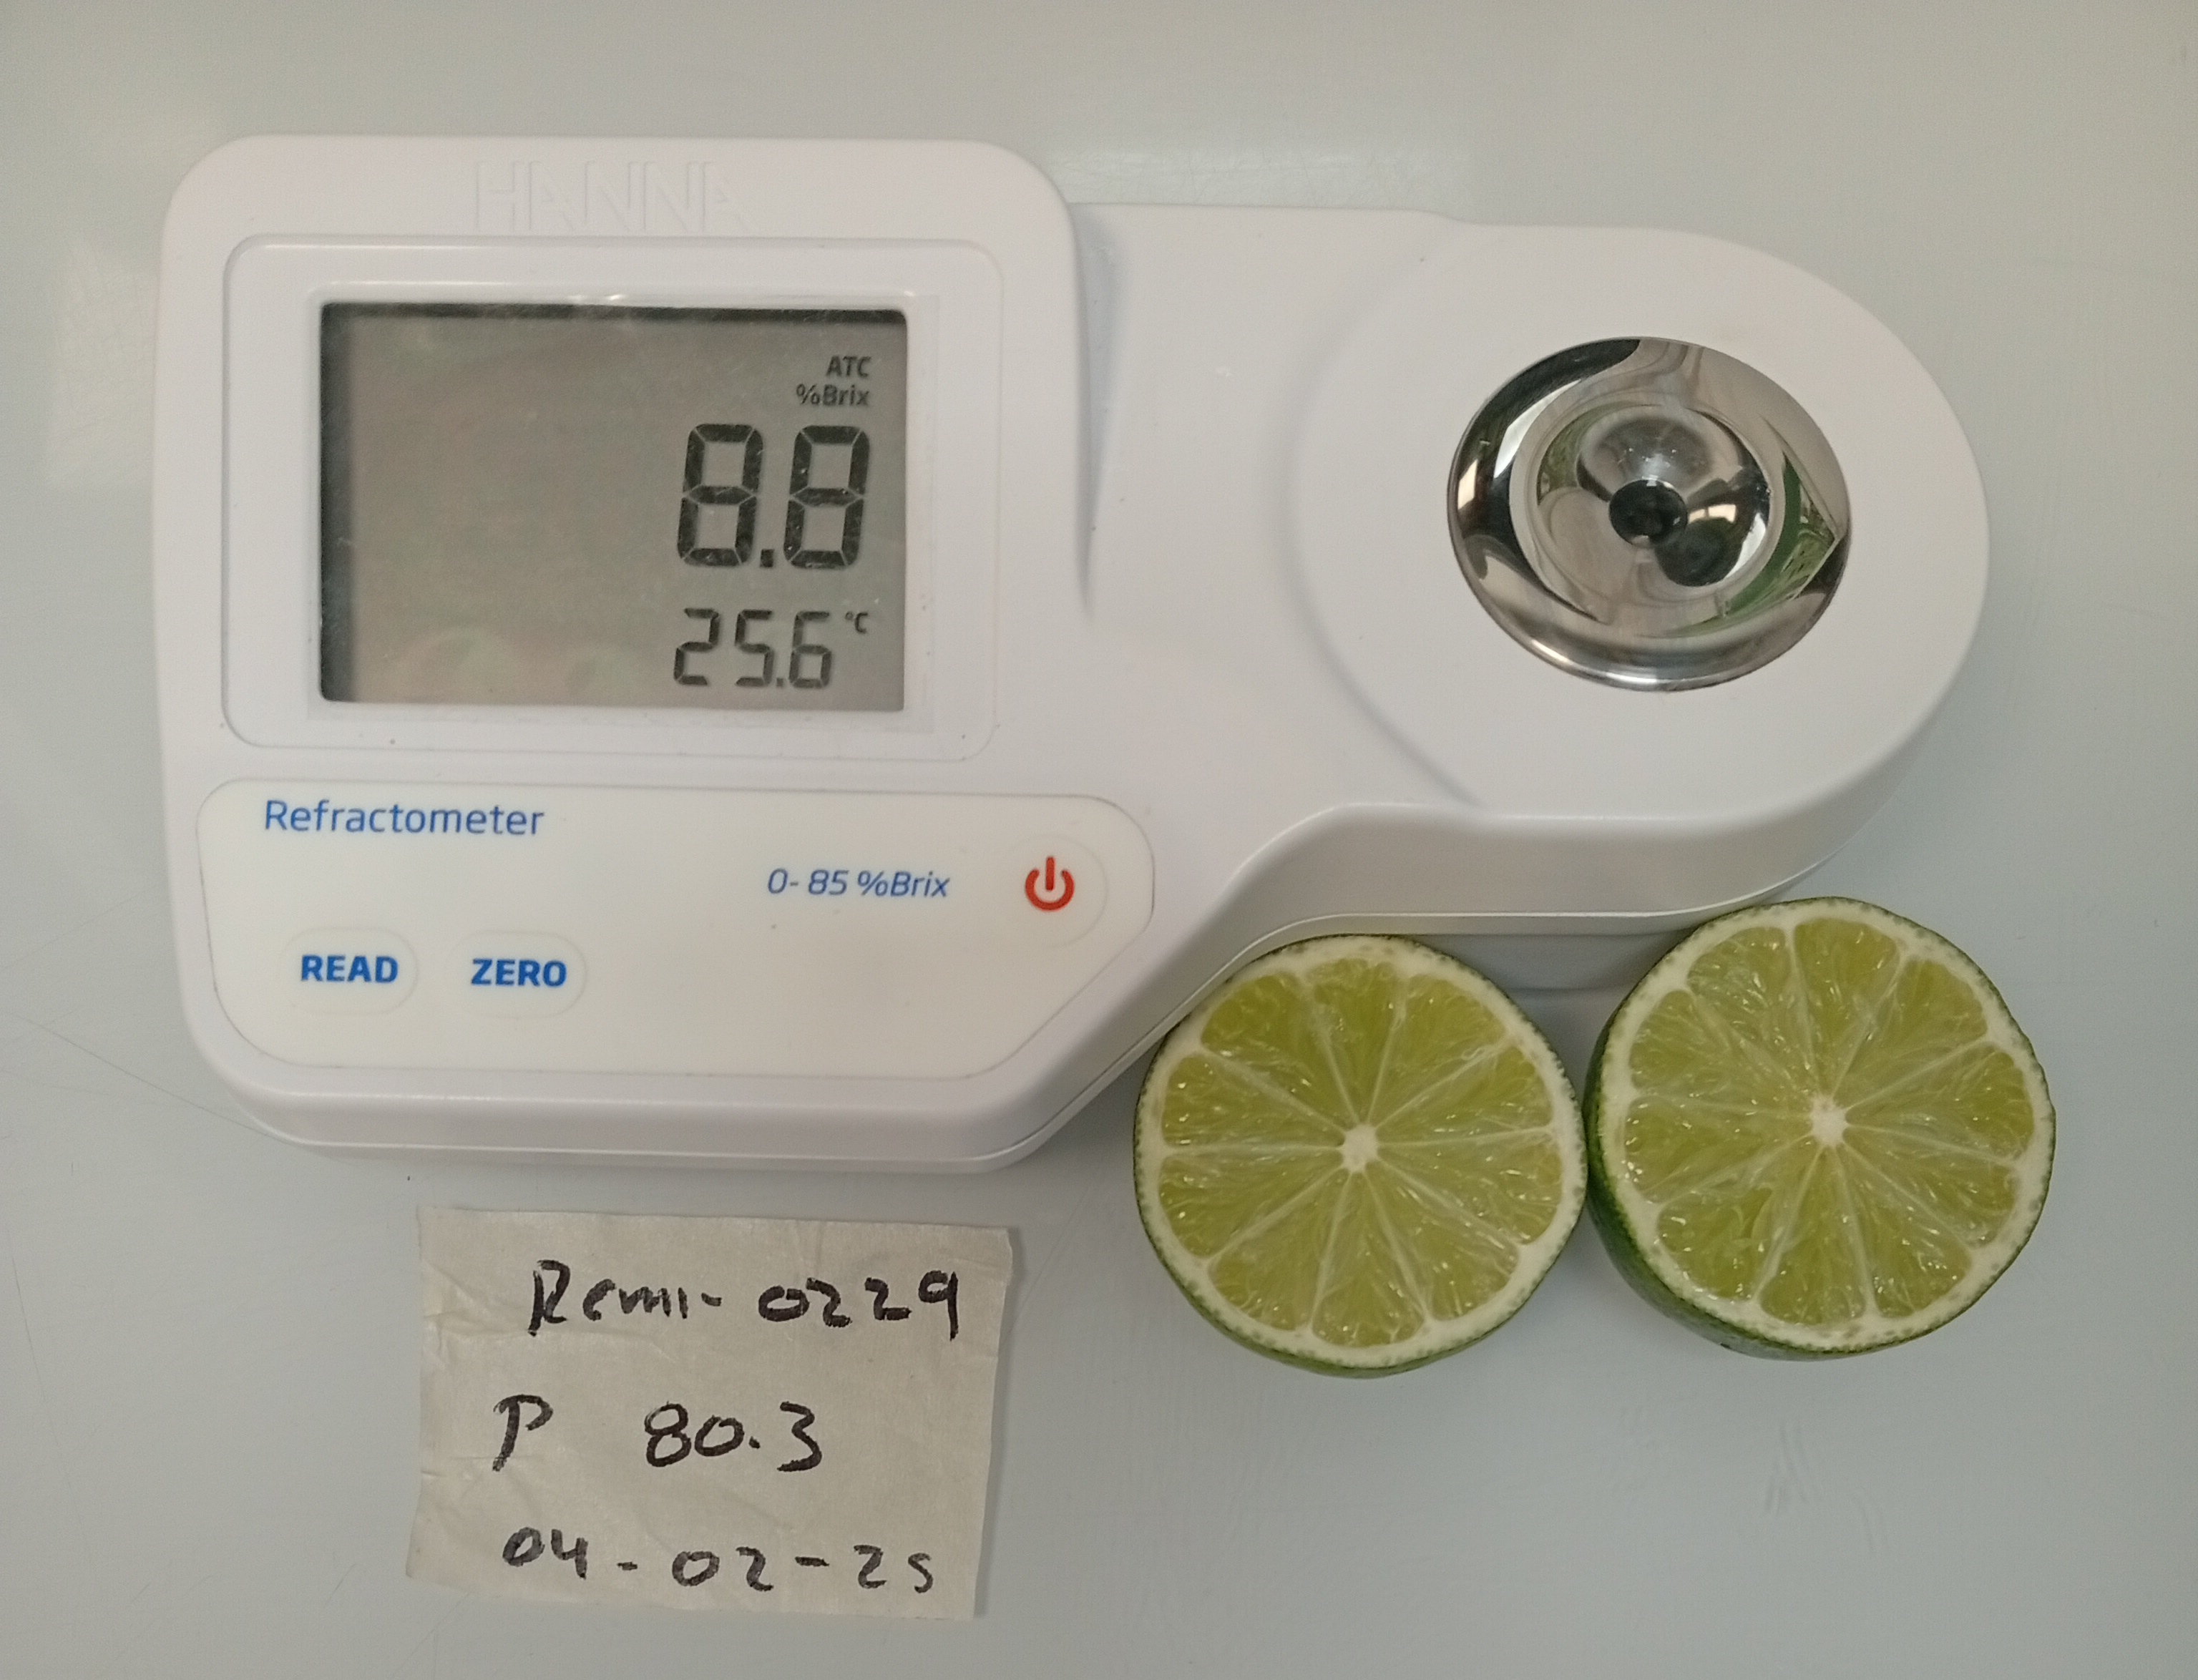 HANNA
ATC
%Brix
8.8
25.6 °C
Refractometer
0-85 %Brix
READ ZERO
Remi-0229
P 80.3
04-02-25